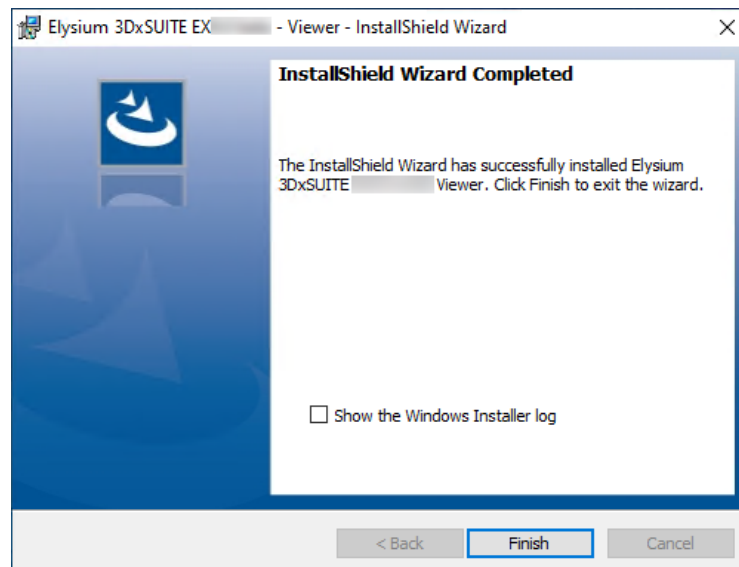 Elysium 3DxSUITE EX - Viewer - InstallShield Wizard
InstallShield Wizard Completed
The InstallShield Wizard has successfully installed Elysium
3DxSUITE Viewer. Click Finish to exit the wizard.
Show the Windows Installer log
< Back Finish Cancel